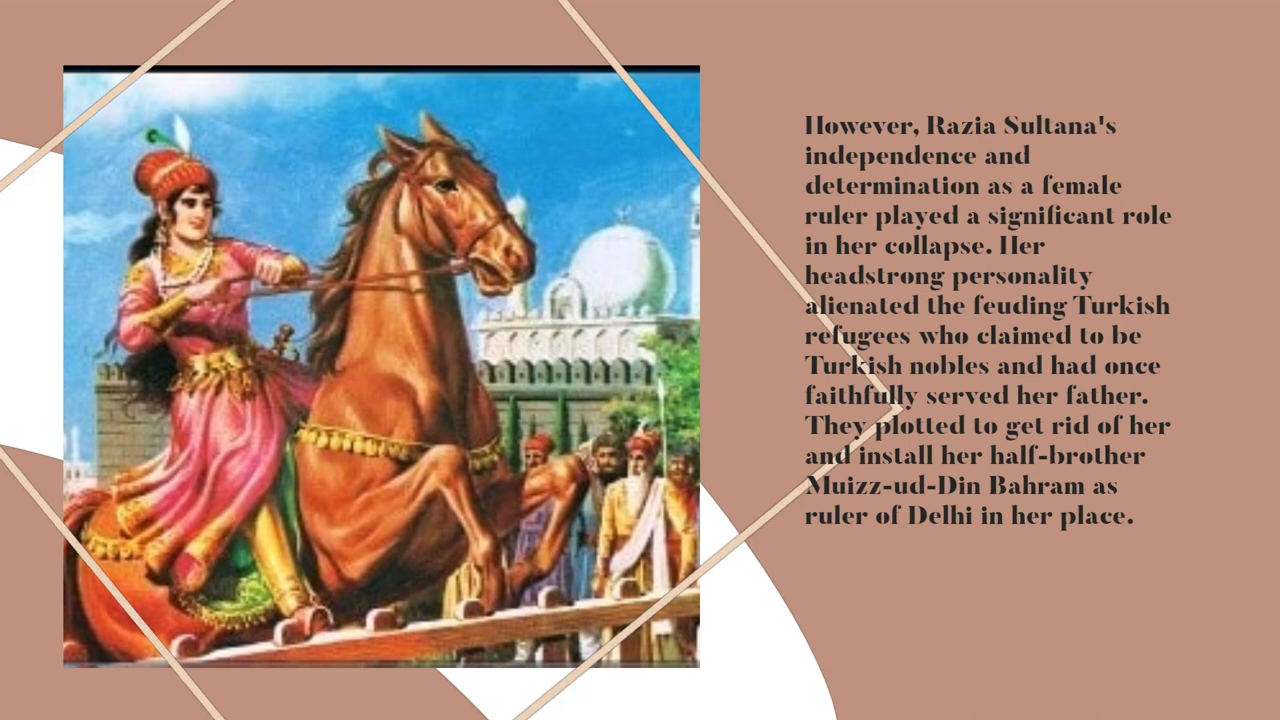 However, Razia Sultana's
independence and
determination as a female
ruler played a significant role
in her collapse. Her
headstrong personality
alienated the feuding Turkish
refugees who claimed to be
Turkish nobles and had once
faithfully served her father.
They plotted to get rid of her
and install her half-brother
Muizz-ud-Din Bahram as
ruler of Delhi in her place.